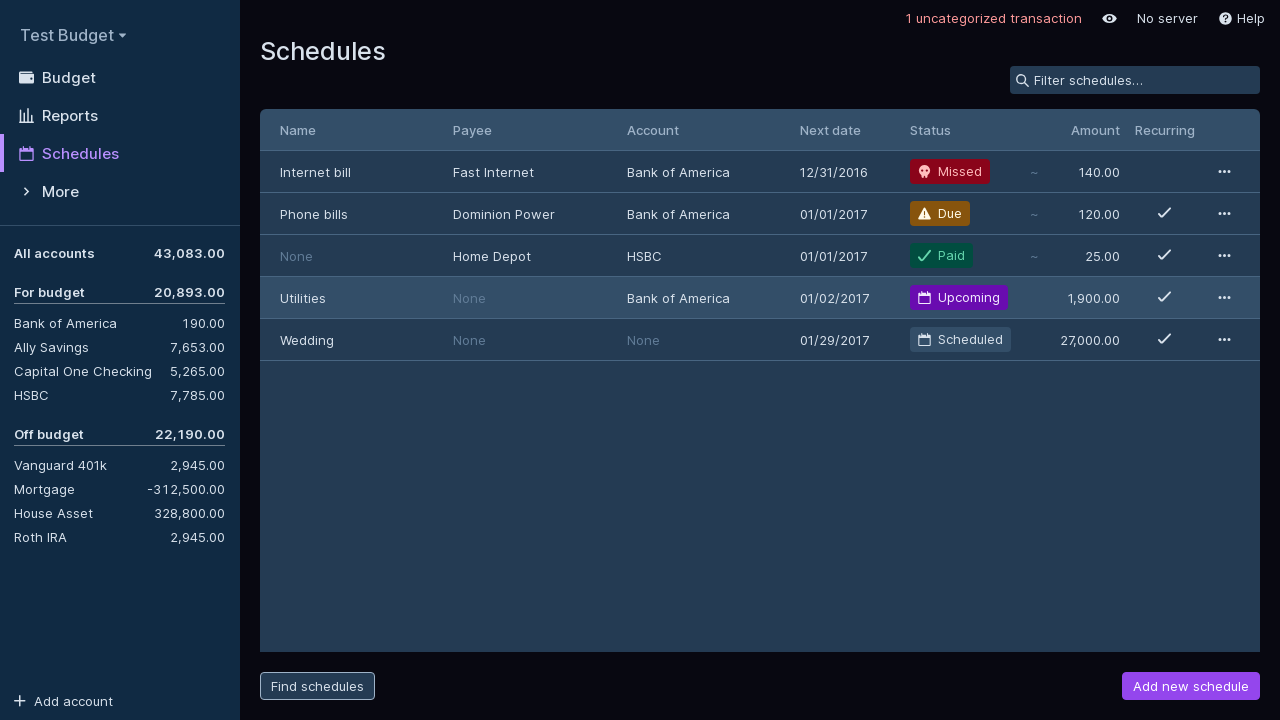 1 uncategorized transaction No server Help
Test Budget
Budget
Reports
Schedules
More
All accounts 43,083.00
For budget 20,893.00
Bank of America 190.00
Ally Savings 7,653.00
Capital One Checking 5,265.00
HSBC 7,785.00
Off budget 22,190.00
Vanguard 401k 2,945.00
Mortgage -312,500.00
House Asset 328,800.00
Roth IRA 2,945.00
Add account
Schedules
Filter schedules…
Name Payee Account Next date Status Amount Recurring
Internet bill Fast Internet Bank of America 12/31/2016 Missed ~ 140.00
Phone bills Dominion Power Bank of America 01/01/2017 Due ~ 120.00
None Home Depot HSBC 01/01/2017 Paid ~ 25.00
Utilities None Bank of America 01/02/2017 Upcoming 1,900.00
Wedding None None 01/29/2017 Scheduled 27,000.00
Find schedules Add new schedule